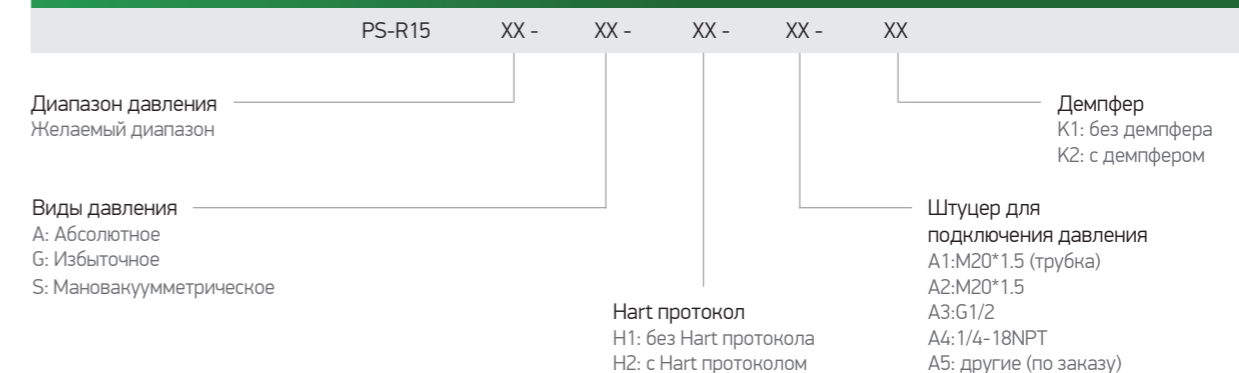 PS-R15 XX - XX - XX - XX - XX
Диапазон давления
Желаемый диапазон
Виды давления
А: Абсолютное
G: Избыточное
S: Мановакуумметрическое
Hart протокол
H1: без Hart протокола
H2: с Hart протоколом
Штуцер для
подключения давления
A1:M20*1.5 (трубка)
A2:M20*1.5
A3:G1/2
A4:1/4-18NPT
A5: другие (по заказу)
Демпфер
K1: без демпфера
K2: с демпфером